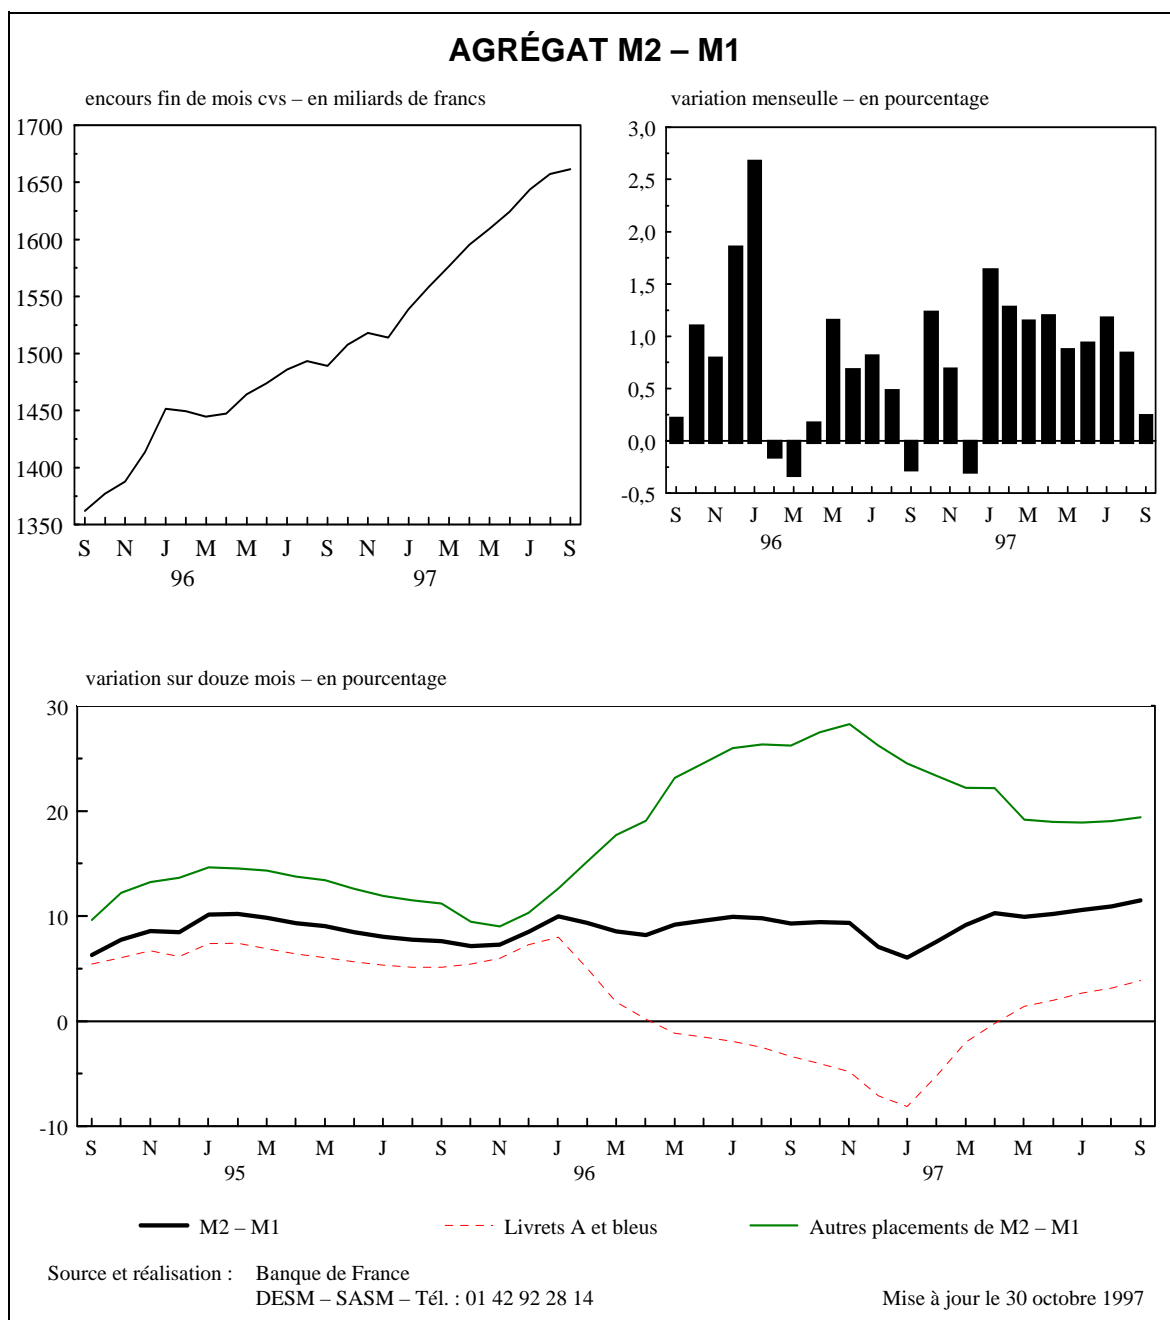 AGRÉGAT M2 – M1
encours fin de mois cvs – en miliards de francs
1700
1650
1600
1550
1500
1450
1400
1350
S N J M M J S N J M M J S
96 97
variation menseulle – en pourcentage
3,0
2,5
2,0
1,5
1,0
0,5
0,0
-0,5
S N J M M J S N J M M J S
96 97
variation sur douze mois – en pourcentage
30
20
10
0
-10
S N J M M J S N J M M J S N J M M J S
95 96 97
M2 – M1 Livrets A et bleus Autres placements de M2 – M1
Source et réalisation : Banque de France
DESM – SASM – Tél. : 01 42 92 28 14 Mise à jour le 30 octobre 1997